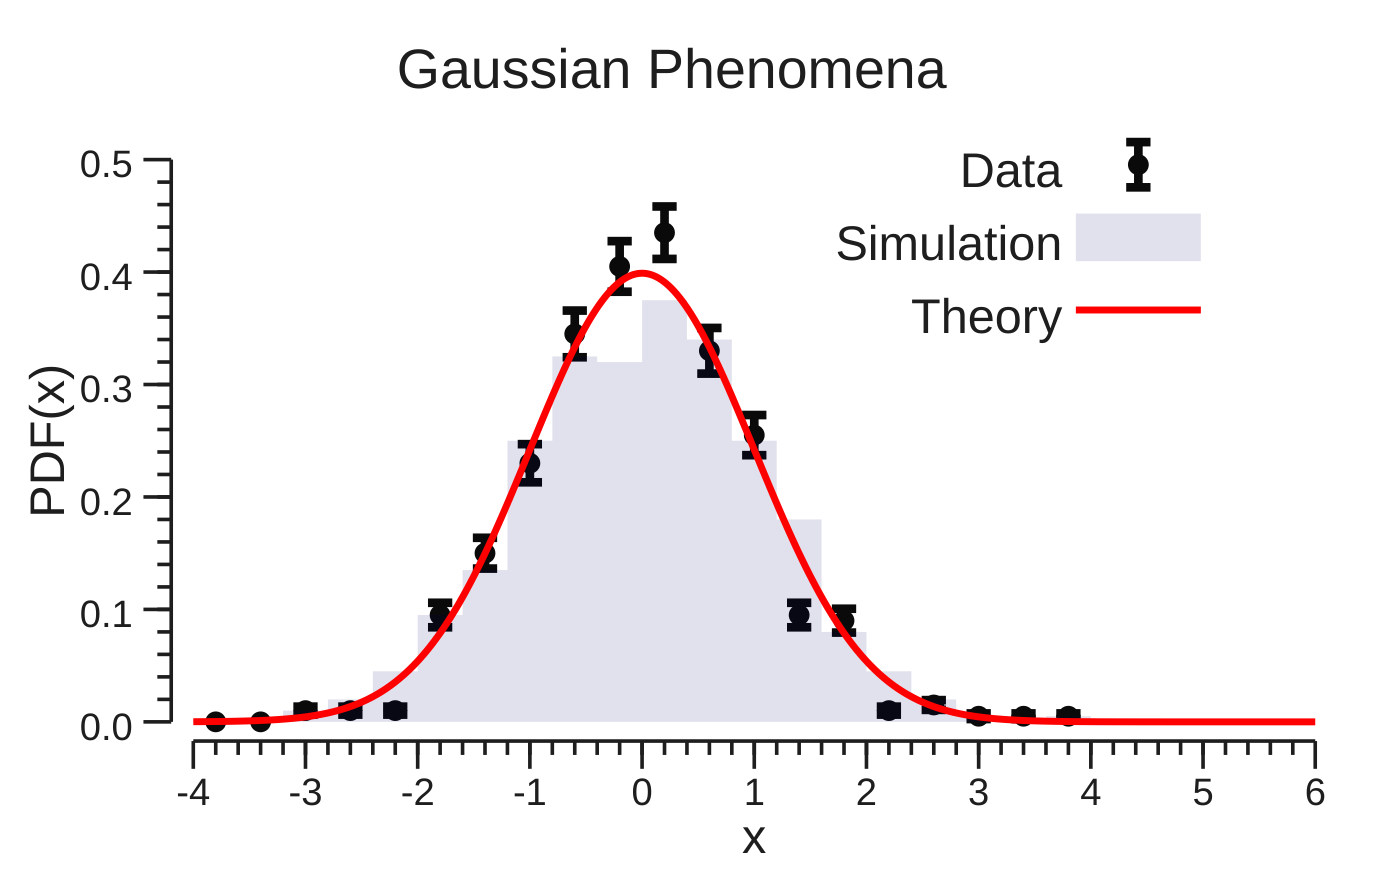 Gaussian Phenomena
Data
Simulation
Theory
PDF(x)
0.5
0.4
0.3
0.2
0.1
0.0
-4 -3 -2 -1 0 1 2 3 4 5 6
x